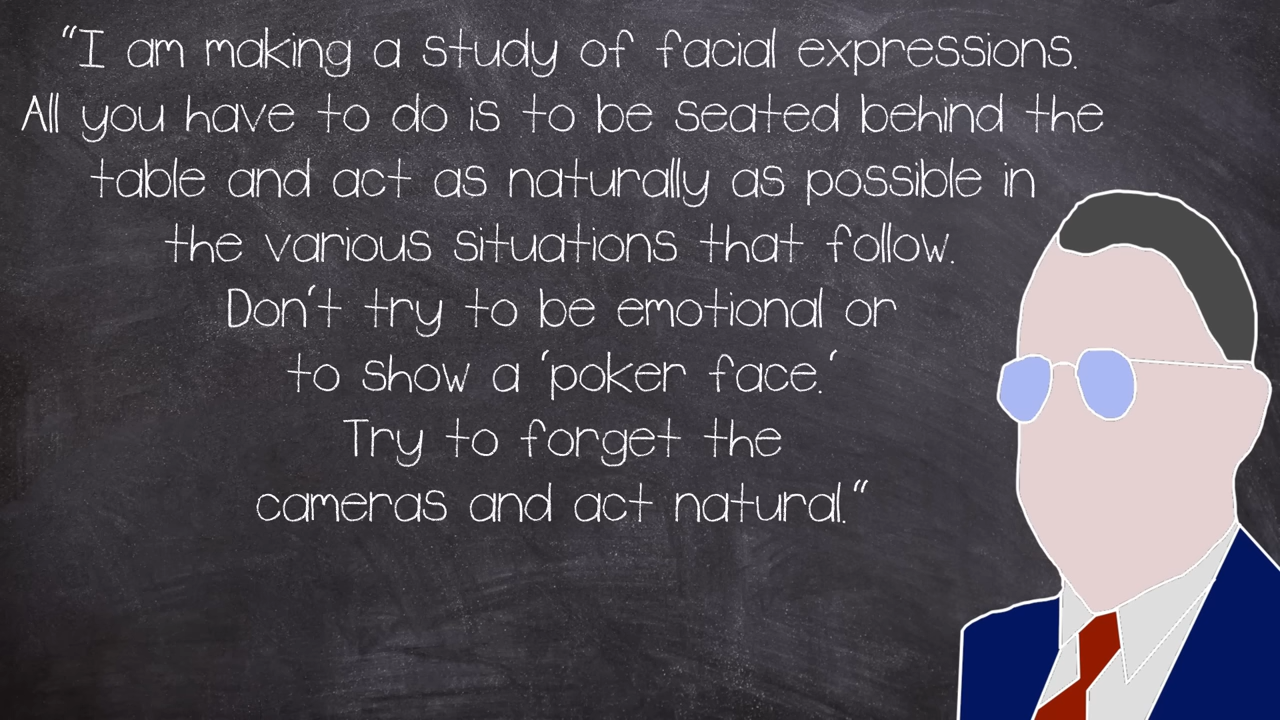 “I am making a study of facial expressions.
All you have to do is to be seated behind the
table and act as naturally as possible in
the various situations that follow.
Don't try to be emotional or
to show a ‘poker face.‘
Try to forget the
cameras and act natural.“